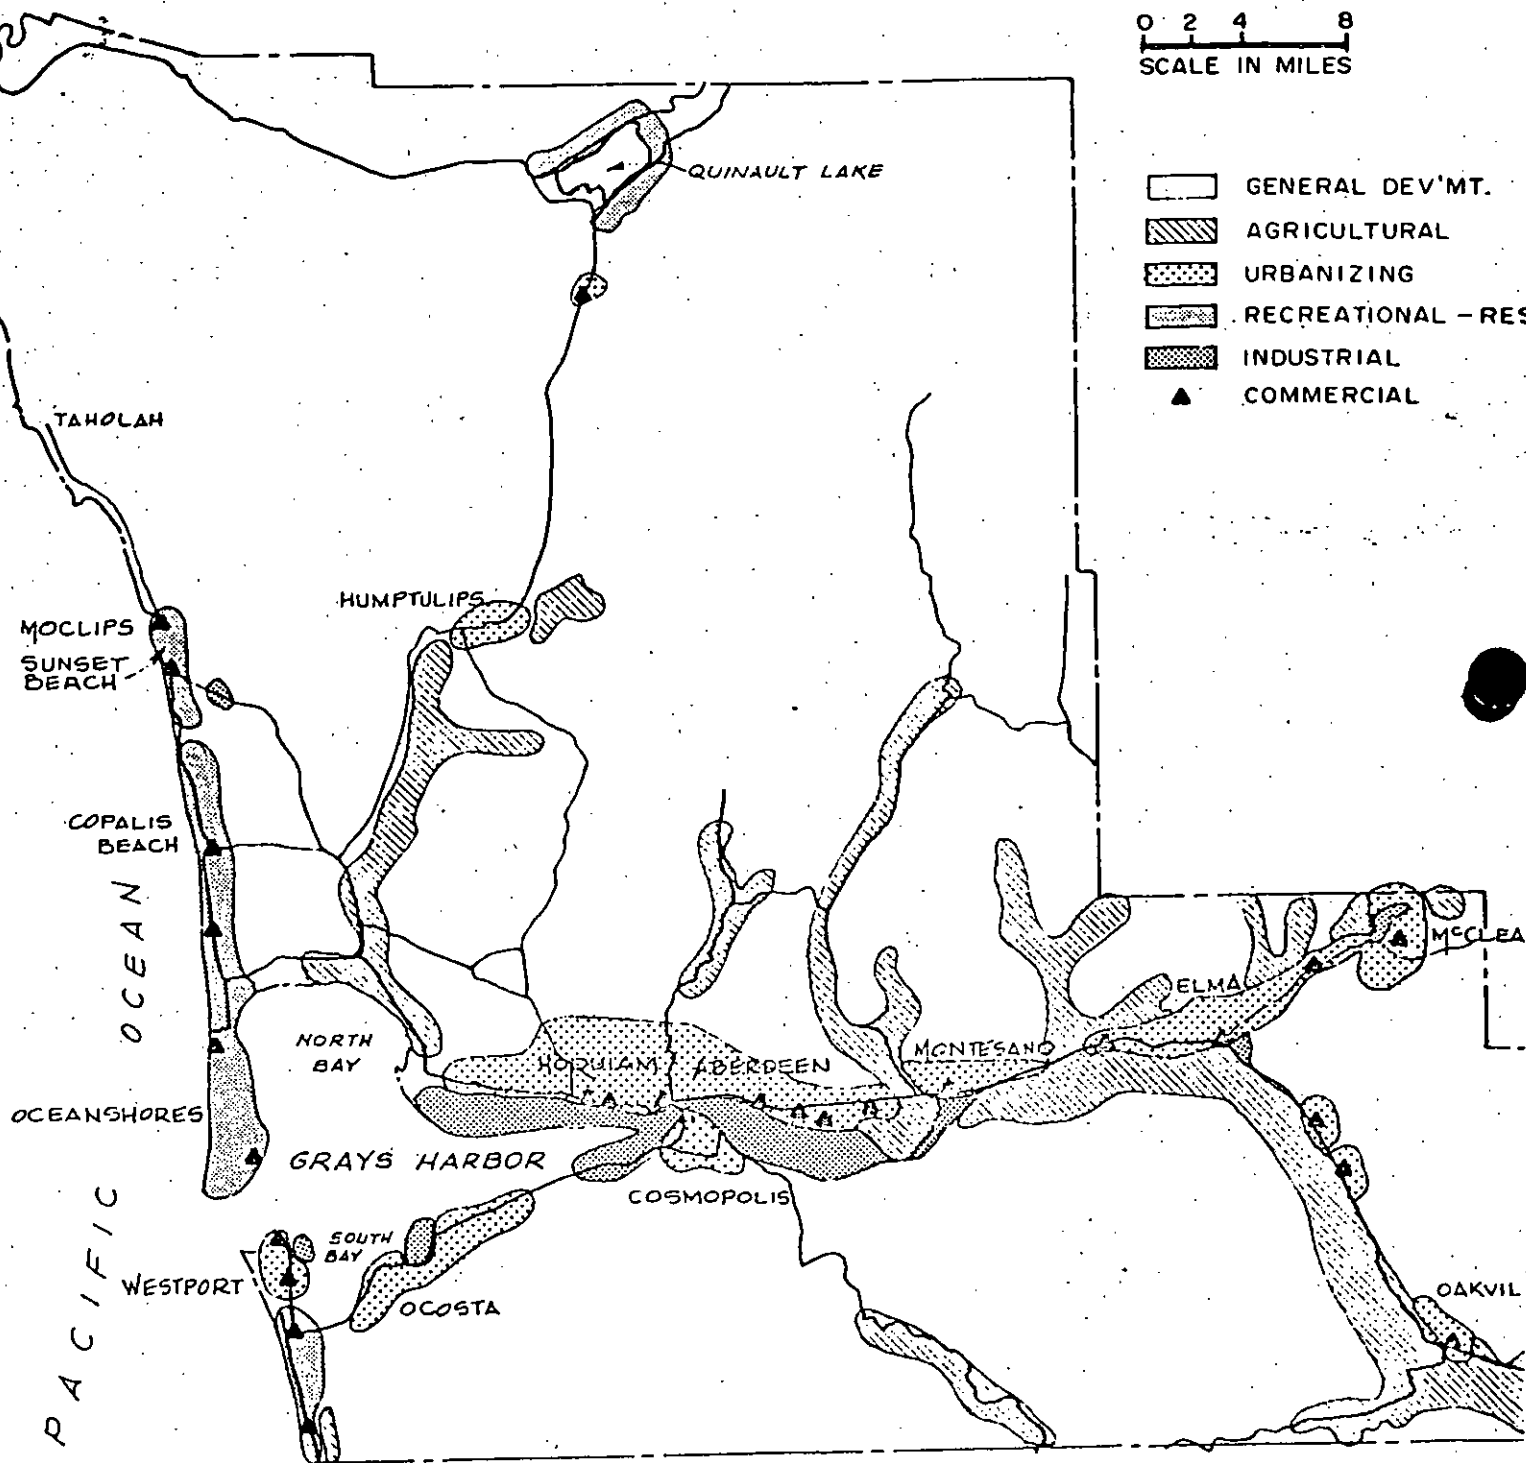 0 2 4 8
SCALE IN MILES
QUINAULT LAKE
GENERAL DEV'MT.
AGRICULTURAL
URBANIZING
RECREATIONAL - RES
INDUSTRIAL
COMMERCIAL
TAHOLAH
HUMPTULIPS
MOCLIPS
SUNSET
BEACH
COPALIS
BEACH
PACIFIC OCEAN
McCLEA
ELMA
NORTH
BAY
HOQUIAM
ABERDEEN
MONTESANO
OCEANSHORES
GRAYS HARBOR
COSMOPOLIS
SOUTH
BAY
WESTPORT
OCOSTA
OAKVIL